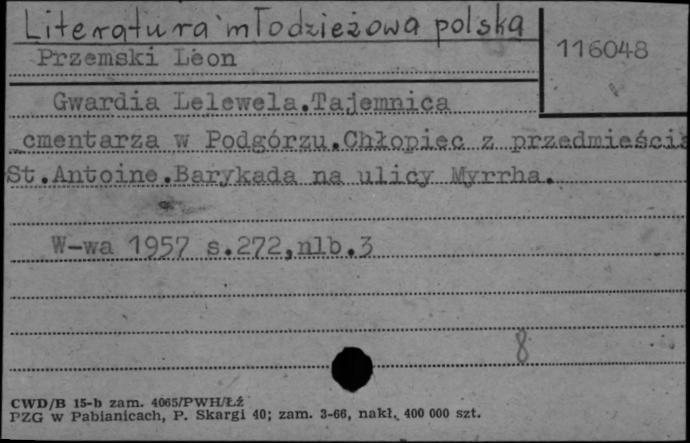 Literatura młodzieżowa polska
116048
Przemski Leon
Gwardia Lelewela.Tajemnica
cmentarza w Podgórzu.Chłopiec z przedmieścia
St.Antoine.Barykada na ulicy Myrrha.
W-wa 1957 s.272,nlb.3
8
CWD/B 15-b zam. 4065/PWH/Łź
PZG w Pabianicach, P. Skargi 40; zam. 3-66, nakł. 400 000 szt.